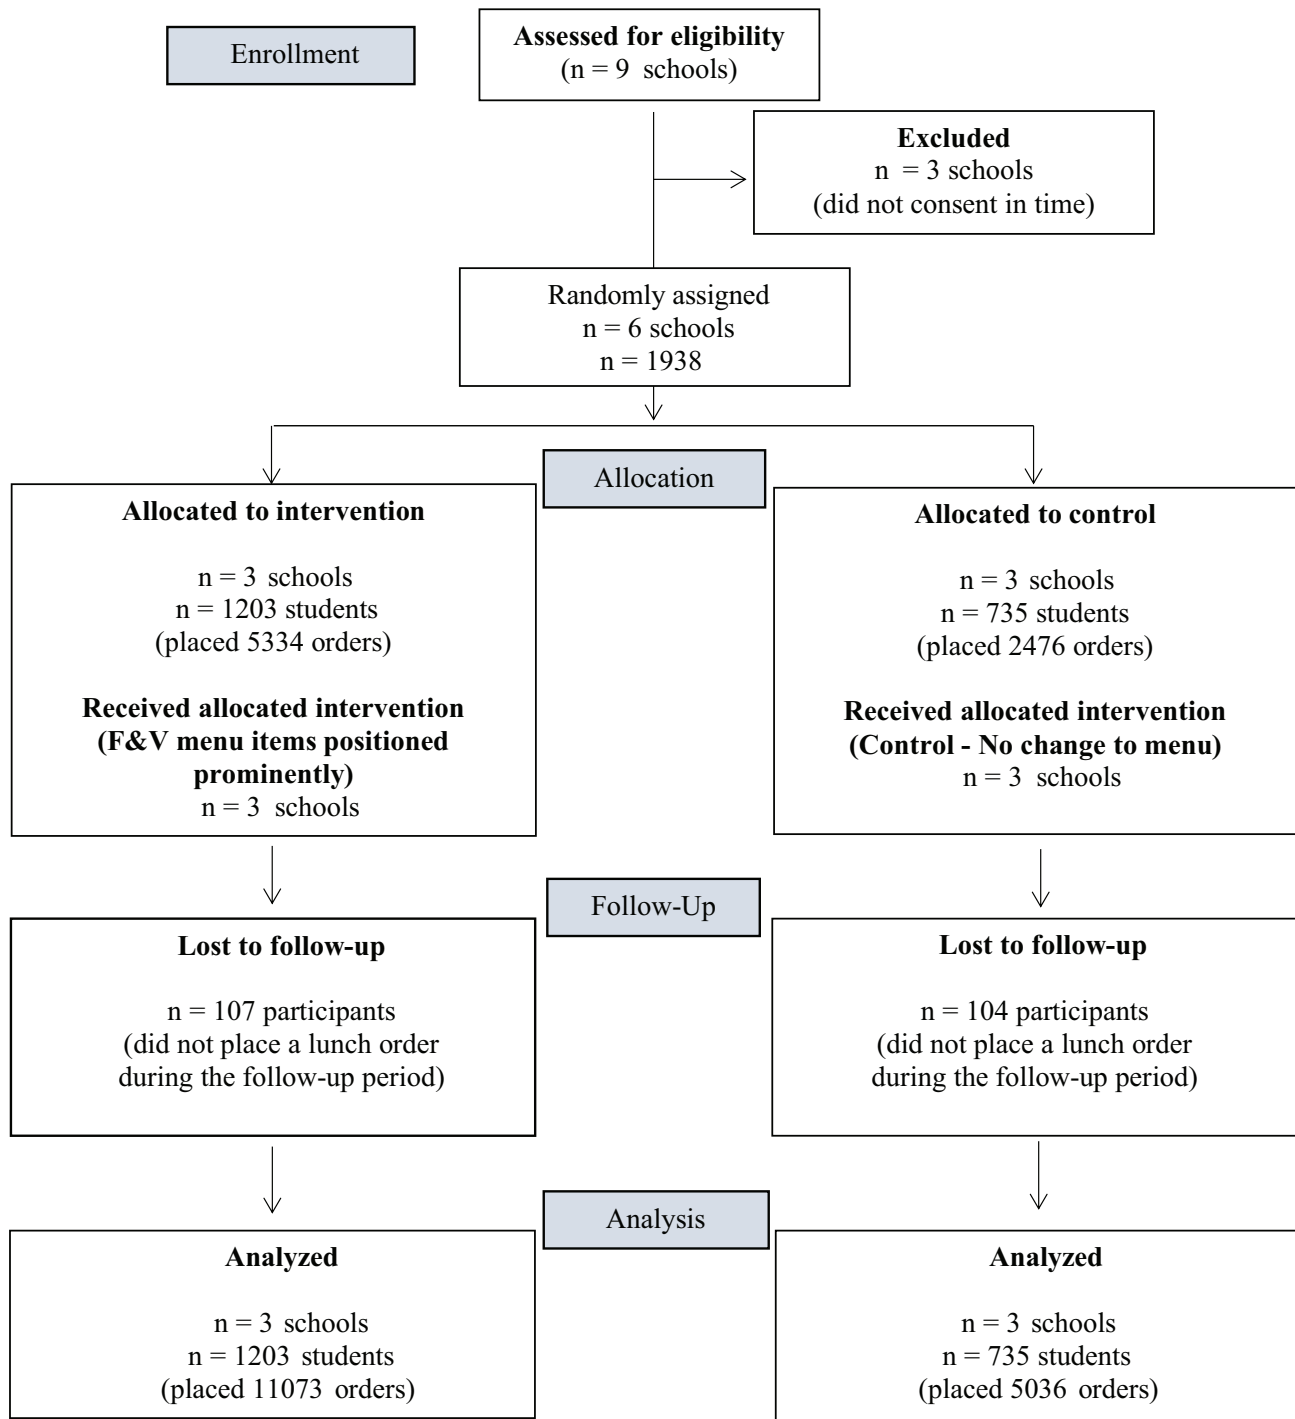 Enrollment
Assessed for eligibility
(n = 9 schools)
Excluded
n = 3 schools
(did not consent in time)
Randomly assigned
n = 6 schools
n = 1938
Allocation
Allocated to intervention
n = 3 schools
n = 1203 students
(placed 5334 orders)
Received allocated intervention
(F&V menu items positioned
prominently)
n = 3 schools
Allocated to control
n = 3 schools
n = 735 students
(placed 2476 orders)
Received allocated intervention
(Control - No change to menu)
n = 3 schools
Follow-Up
Lost to follow-up
n = 107 participants
(did not place a lunch order
during the follow-up period)
Lost to follow-up
n = 104 participants
(did not place a lunch order
during the follow-up period)
Analysis
Analyzed
n = 3 schools
n = 1203 students
(placed 11073 orders)
Analyzed
n = 3 schools
n = 735 students
(placed 5036 orders)